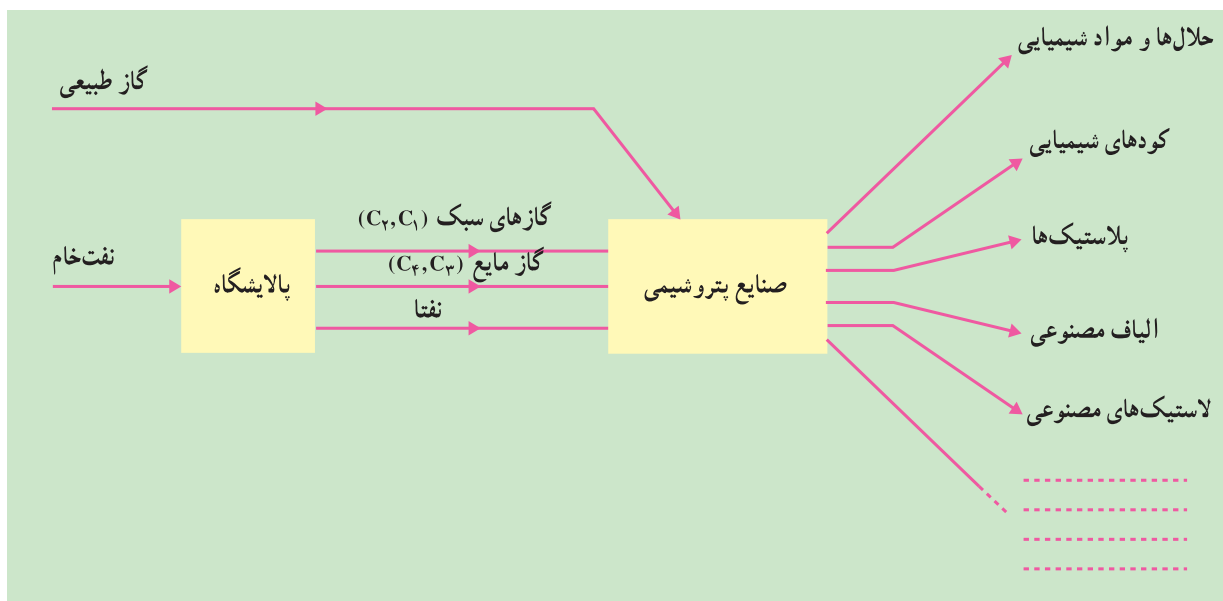 حلال‌ها و مواد شیمیایی
گاز طبیعی
کودهای شیمیایی
گازهای سبک (C۲,C۱)
پلاستیک‌ها
نفت‌خام
پالایشگاه
گاز مایع (C۴,C۳)
صنایع پتروشیمی
نفتا
الیاف مصنوعی
لاستیک‌های مصنوعی